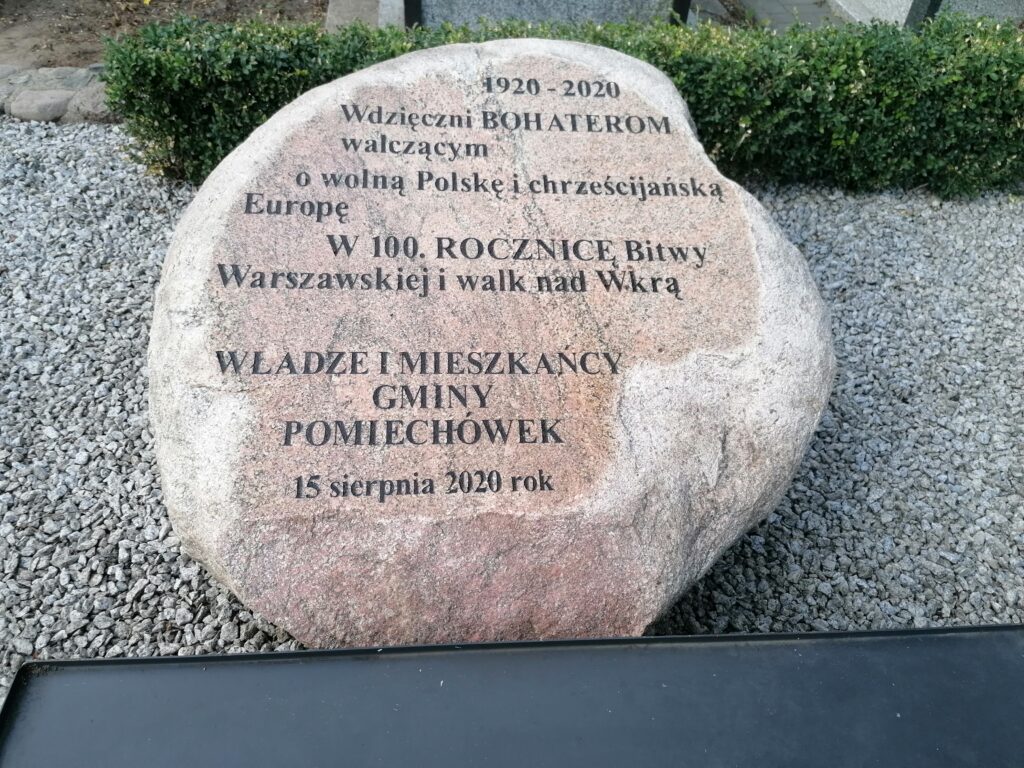 1920 - 2020
Wdzięczni BOHATEROM
walczącym
o wolną Polskę i chrześcijańską
Europę
W 100. ROCZNICĘ Bitwy
Warszawskiej i walk nad Wkrą
WŁADZE I MIESZKAŃCY
GMINY
POMIECHÓWEK
15 sierpnia 2020 rok